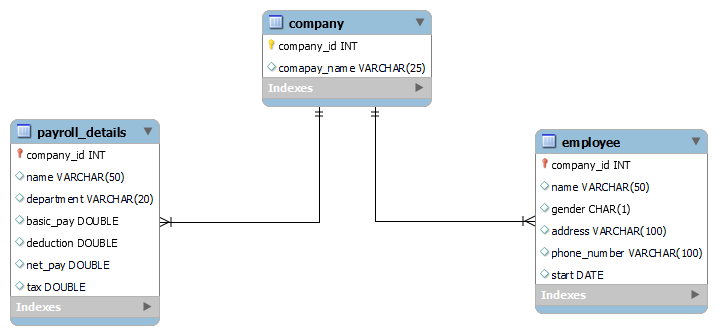 company
company_id INT
comapay_name VARCHAR(25)
Indexes
payroll_details
company_id INT
name VARCHAR(50)
department VARCHAR(20)
basic_pay DOUBLE
deduction DOUBLE
net_pay DOUBLE
tax DOUBLE
Indexes
employee
company_id INT
name VARCHAR(50)
gender CHAR(1)
address VARCHAR(100)
phone_number VARCHAR(100)
start DATE
Indexes